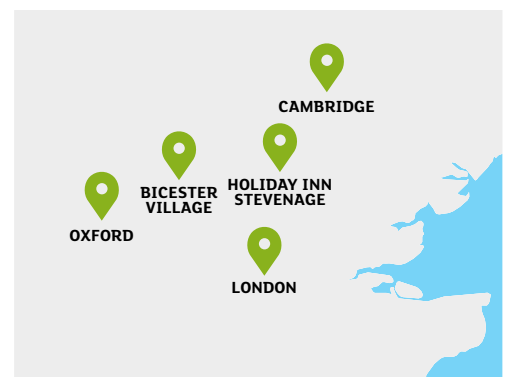 CAMBRIDGE
HOLIDAY INN
STEVENAGE
BICESTER
VILLAGE
OXFORD
LONDON